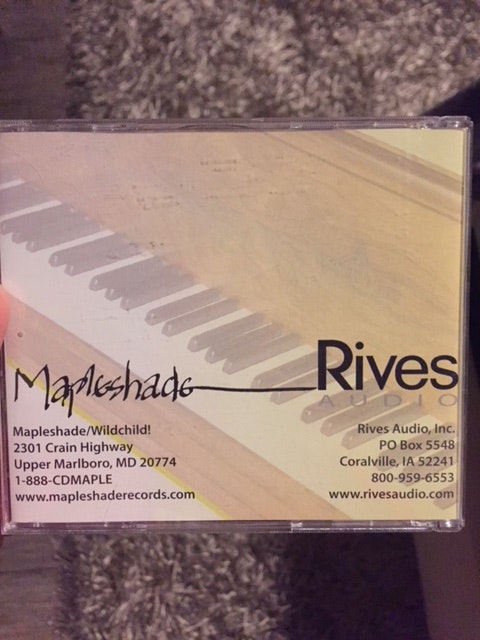 Mapleshade
Rives
AUDIO
Mapleshade/Wildchild!
2301 Crain Highway
Upper Marlboro, MD 20774
1-888-CDMAPLE
www.mapleshaderecords.com
Rives Audio, Inc.
PO Box 5548
Coralville, IA 52241
800-959-6553
www.rivesaudio.com